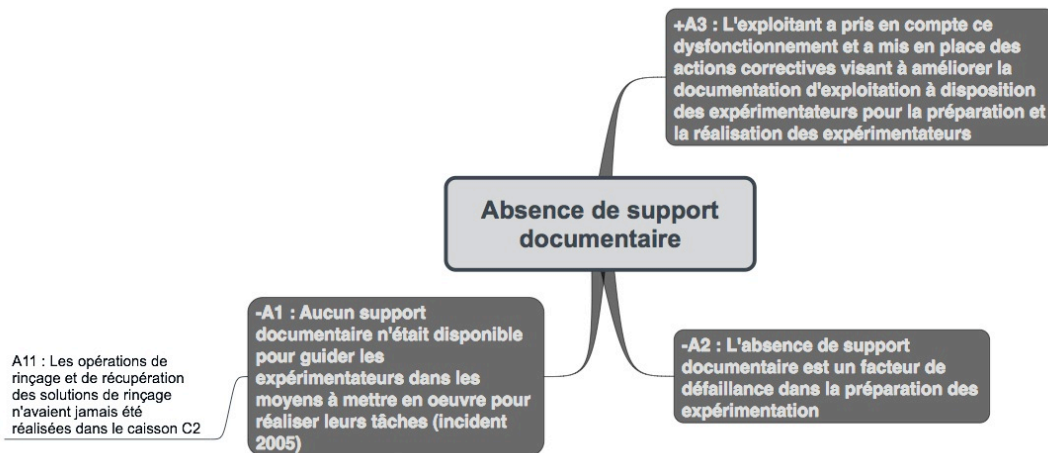 +A3 : L'exploitant a pris en compte ce
dysfonctionnement et a mis en place des
actions correctives visant à améliorer la
documentation d'exploitation à disposition
des expérimentateurs pour la préparation et
la réalisation des expérimentateurs
Absence de support
documentaire
-A1 : Aucun support
documentaire n'était disponible
pour guider les
expérimentateurs dans les
moyens à mettre en oeuvre pour
réaliser leurs tâches (incident
2005)
-A2 : L'absence de support
documentaire est un facteur de
défaillance dans la préparation des
expérimentation
A11 : Les opérations de
rinçage et de récupération
des solutions de rinçage
n'avaient jamais été
réalisées dans le caisson C2